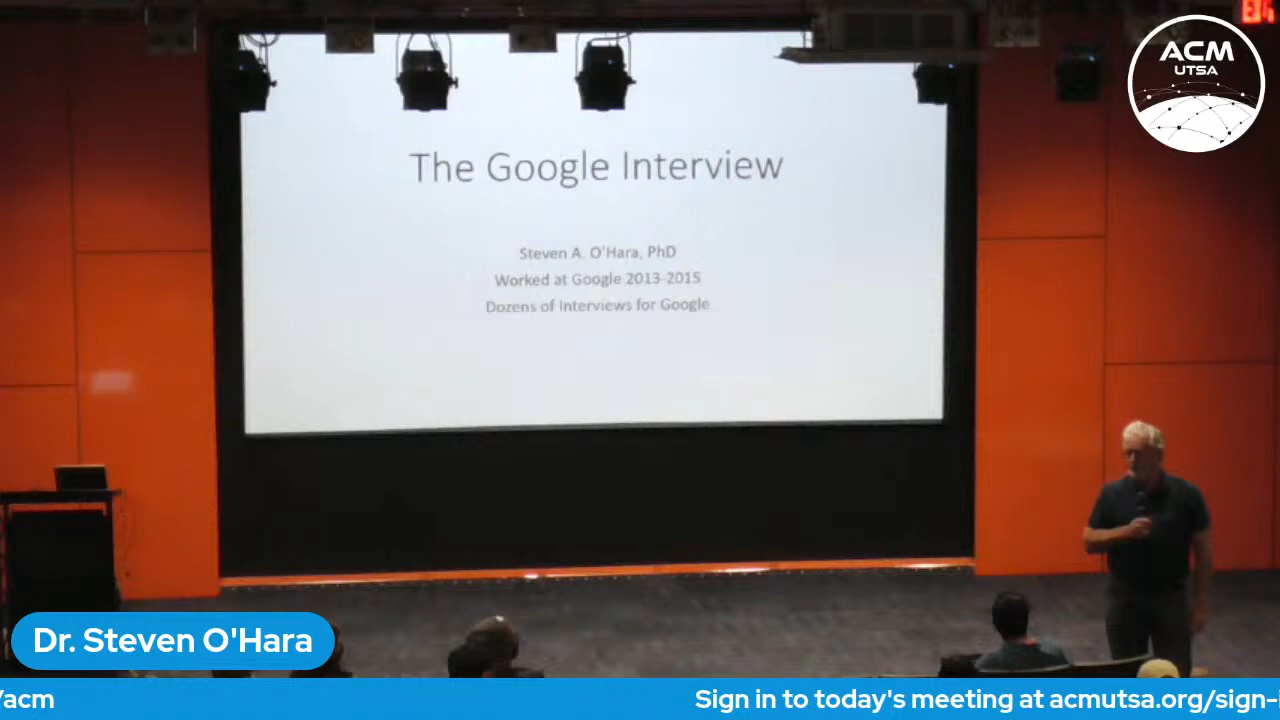 ACM
UTSA
The Google Interview
Steven A. O'Hara, PhD
Worked at Google 2013-2015
Dozens of Interviews for Google
Dr. Steven O'Hara
/acm
Sign in to today's meeting at acmutsa.org/sign-i